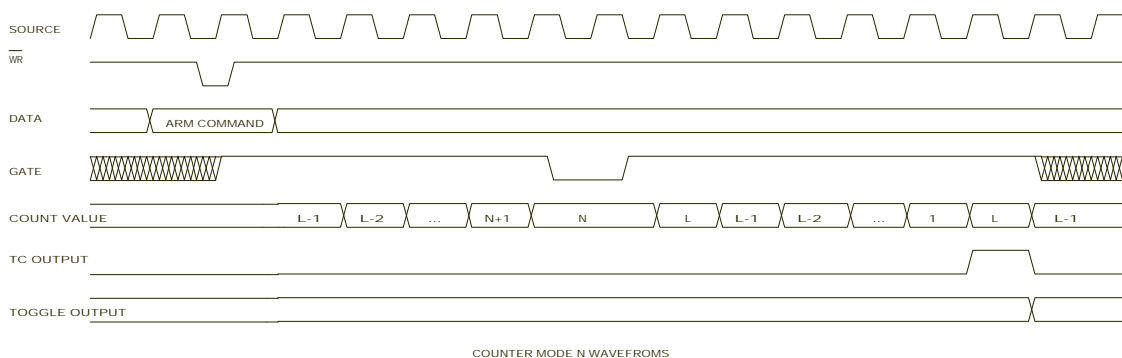 SOURCE
WR
DATA
ARM COMMAND
GATE
COUNT VALUE
L-1 L-2 ... N+1 N L L-1 L-2 ... 1 L L-1
TC OUTPUT
TOGGLE OUTPUT
COUNTER MODE N WAVEFROMS